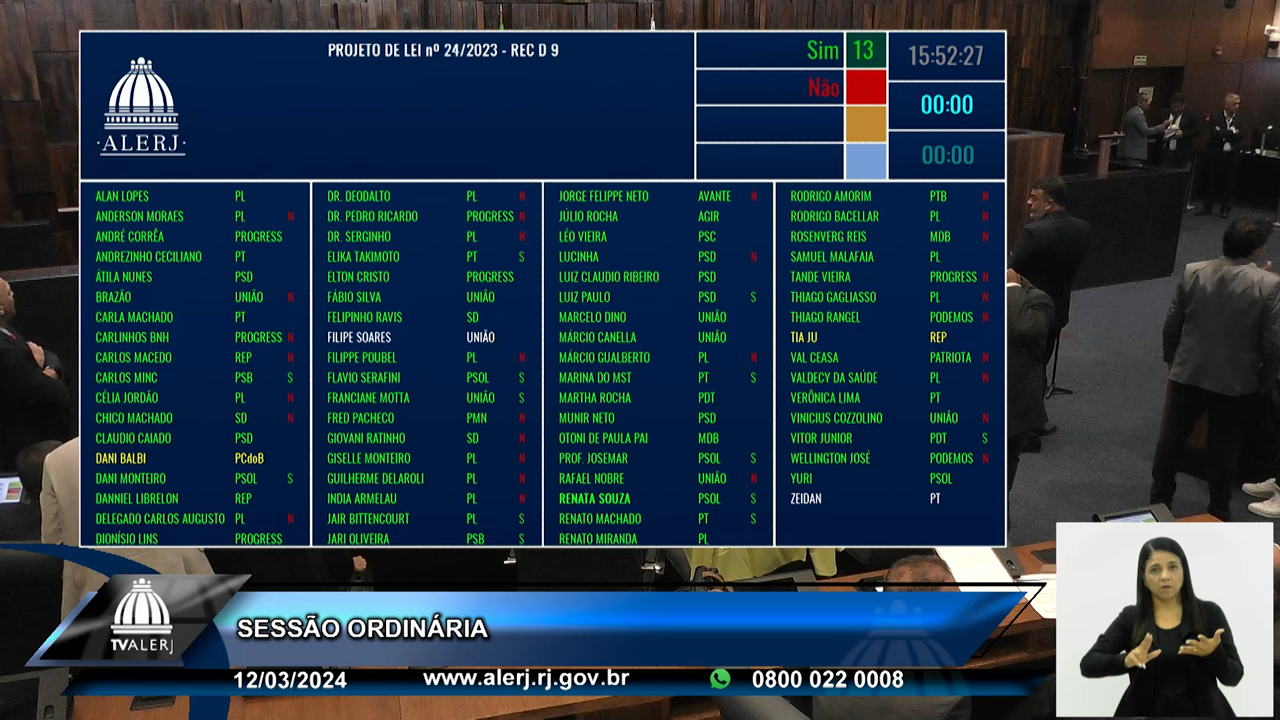 PROJETO DE LEI nº 24/2023 - REC D 9
ALERJ
Sim 13
Não
15:52:27
00:00
00:00
ALAN LOPES PL
ANDERSON MORAES PL N
ANDRÉ CORRÊA PROGRESS
ANDREZINHO CECILIANO PT
ÁTILA NUNES PSD
BRAZÃO UNIÃO N
CARLA MACHADO PT
CARLINHOS BNH PROGRESS N
CARLOS MACEDO REP N
CARLOS MINC PSB S
CÉLIA JORDÃO PL N
CHICO MACHADO SD N
CLAUDIO CAIADO PSD
DANI BALBI PCdoB
DANI MONTEIRO PSOL S
DANNIEL LIBRELON REP
DELEGADO CARLOS AUGUSTO PL N
DIONÍSIO LINS PROGRESS
DR. DEODALTO PL N
DR. PEDRO RICARDO PROGRESS N
DR. SERGINHO PL N
ELIKA TAKIMOTO PT S
ELTON CRISTO PROGRESS
FÁBIO SILVA UNIÃO
FELIPINHO RAVIS SD
FILIPE SOARES UNIÃO
FILIPPE POUBEL PL N
FLAVIO SERAFINI PSOL S
FRANCIANE MOTTA UNIÃO S
FRED PACHECO PMN N
GIOVANI RATINHO SD N
GISELLE MONTEIRO PL N
GUILHERME DELAROLI PL N
INDIA ARMELAU PL N
JAIR BITTENCOURT PL S
JARI OLIVEIRA PSB S
JORGE FELIPPE NETO AVANTE N
JÚLIO ROCHA AGIR
LÉO VIEIRA PSC
LUCINHA PSD N
LUIZ CLAUDIO RIBEIRO PSD
LUIZ PAULO PSD S
MARCELO DINO UNIÃO
MÁRCIO CANELLA UNIÃO
MÁRCIO GUALBERTO PL N
MARINA DO MST PT S
MARTHA ROCHA PDT
MUNIR NETO PSD
OTONI DE PAULA PAI MDB
PROF. JOSEMAR PSOL S
RAFAEL NOBRE UNIÃO N
RENATA SOUZA PSOL S
RENATO MACHADO PT S
RENATO MIRANDA PL
RODRIGO AMORIM PTB N
RODRIGO BACELLAR PL N
ROSENVERG REIS MDB N
SAMUEL MALAFAIA PL
TANDE VIEIRA PROGRESS N
THIAGO GAGLIASSO PL N
THIAGO RANGEL PODEMOS N
TIA JU REP
VAL CEASA PATRIOTA N
VALDECY DA SAÚDE PL N
VERÔNICA LIMA PT
VINICIUS COZZOLINO UNIÃO N
VITOR JUNIOR PDT S
WELLINGTON JOSÉ PODEMOS N
YURI PSOL
ZEIDAN PT
TVALERJ
SESSÃO ORDINÁRIA
12/03/2024 www.alerj.rj.gov.br 0800 022 0008